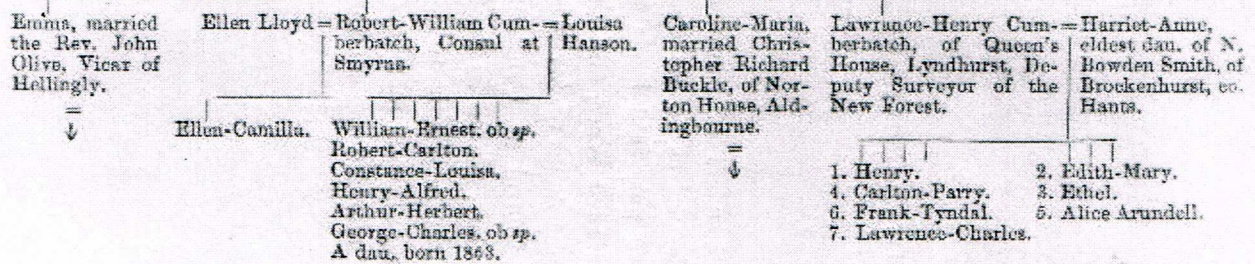 Emma, married
the Rev. John
Olive, Vicar of
Hellingly.
=
Ellen Lloyd = Robert-William Cum- = Louisa
berbatch, Consul at Hanson.
Smyrna.
Ellen-Camilla.
William-Ernest. ob sp.
Robert-Carlton.
Constance-Louisa.
Henry-Alfred.
Arthur-Herbert.
George-Charles. ob sp.
A dau. born 1863.
Caroline-Maria,
married Chris-
topher Richard
Buckle, of Nor-
ton House, Ald-
ingbourne.
=
Lawrance-Henry Cum- = Harriet-Anne,
berbatch, of Queen's eldest dau. of N.
House, Lyndhurst, De- Bowden Smith, of
puty Surveyor of the Brockenhurst, co.
New Forest. Hants.
1. Henry. 2. Edith-Mary.
4. Carlton-Parry. 3. Ethel.
6. Frank-Tyndal. 5. Alice Arundell.
7. Lawrence-Charles.